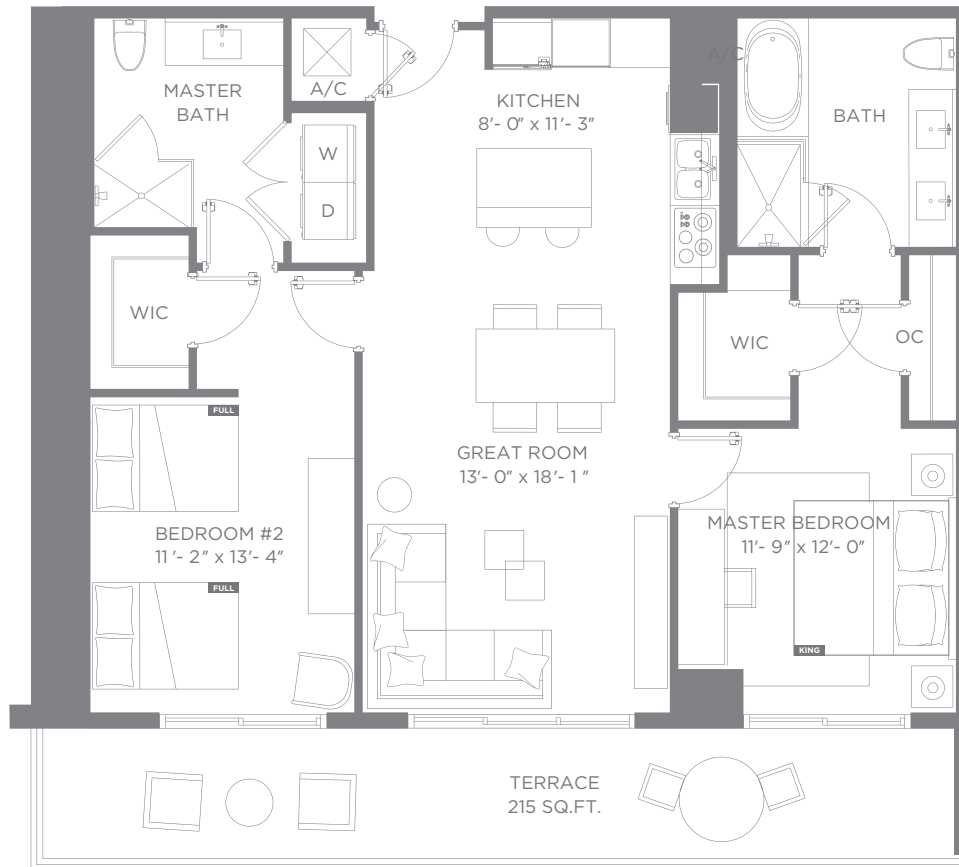 MASTER
BATH
A/C
W
D
KITCHEN
8'- 0" x 11'- 3"
A/C
BATH
WIC
WIC
OC
FULL
GREAT ROOM
13'- 0" x 18'- 1 "
BEDROOM #2
11 '- 2" x 13'- 4"
MASTER BEDROOM
11'- 9" x 12'- 0"
FULL
KING
TERRACE
215 SQ.FT.